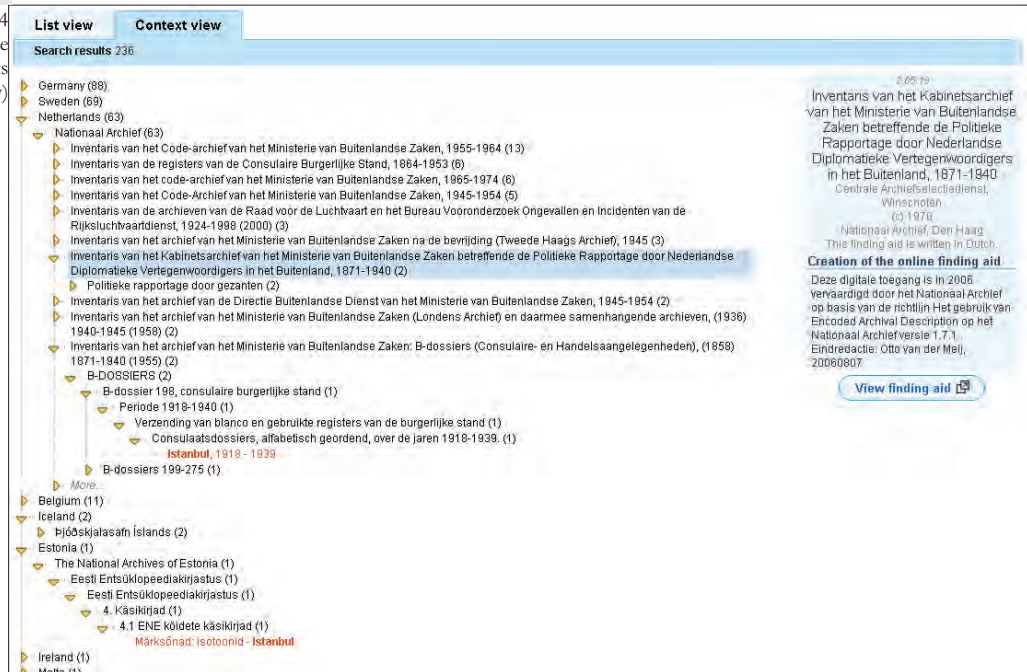 4
e
ts
)
List view Context view
Search results 236
Germany (88)
Sweden (69)
Netherlands (63)
Nationaal Archief (63)
Inventaris van het Code-archief van het Ministerie van Buitenlandse Zaken, 1955-1964 (13)
Inventaris van de registers van de Consulaire Burgerlijke Stand, 1864-1953 (6)
Inventaris van het code-archief van het Ministerie van Buitenlandse Zaken, 1965-1974 (6)
Inventaris van het Code-Archief van het Ministerie van Buitenlandse Zaken, 1945-1954 (5)
Inventaris van de archieven van de Raad voor de Luchtvaart en het Bureau Vooronderzoek Ongevallen en Incidenten van de
Rijksluchtvaartdienst, 1924-1998 (2000) (3)
Inventaris van het archief van het Ministerie van Buitenlandse Zaken na de bevrijding (Tweede Haags Archief), 1945 (3)
Inventaris van het Kabinetsarchief van het Ministerie van Buitenlandse Zaken betreffende de Politieke Rapportage door Nederlandse
Diplomatieke Vertegenwoordigers in het Buitenland, 1871-1940 (2)
Politieke rapportage door gezanten (2)
Inventaris van het archief van de Directie Buitenlandse Dienst van het Ministerie van Buitenlandse Zaken, 1945-1954 (2)
Inventaris van het archief van het Ministerie van Buitenlandse Zaken (Londens Archief) en daarmee samenhangende archieven, (1936)
1940-1945 (1958) (2)
Inventaris van het archief van het Ministerie van Buitenlandse Zaken: B-dossiers (Consulaire- en Handelsaangelegenheden), (1858)
1871-1940 (1955) (2)
B-DOSSIERS (2)
B-dossier 198, consulaire burgerlijke stand (1)
Periode 1918-1940 (1)
Verzending van blanco en gebruikte registers van de burgerlijke stand (1)
Consulaatsdossiers, alfabetisch geordend, over de jaren 1918-1939. (1)
Istanbul, 1918 - 1939
B-dossiers 199-275 (1)
More...
Belgium (11)
Iceland (2)
Þjóðskjalasafn Íslands (2)
Estonia (1)
The National Archives of Estonia (1)
Eesti Entsüklopeediakirjastus (1)
Eesti Entsüklopeediakirjastus (1)
4. Käsikirjad (1)
4.1 ENE köidete käsikirjad (1)
Märksõnad: isotoonid - Istanbul
Ireland (1)
Malta (1)
2.05.19
Inventaris van het Kabinetsarchief
van het Ministerie van Buitenlandse
Zaken betreffende de Politieke
Rapportage door Nederlandse
Diplomatieke Vertegenwoordigers
in het Buitenland, 1871-1940
Centrale Archiefselectiedienst,
Winschoten
(c) 1978
Nationaal Archief, Den Haag
This finding aid is written in Dutch.
Creation of the online finding aid
Deze digitale toegang is in 2006
vervaardigd door het Nationaal Archief
op basis van de richtlijn Het gebruik van
Encoded Archival Description op het
Nationaal Archief versie 1.7.1
Eindredactie: Otto van der Meij,
20060807
View finding aid